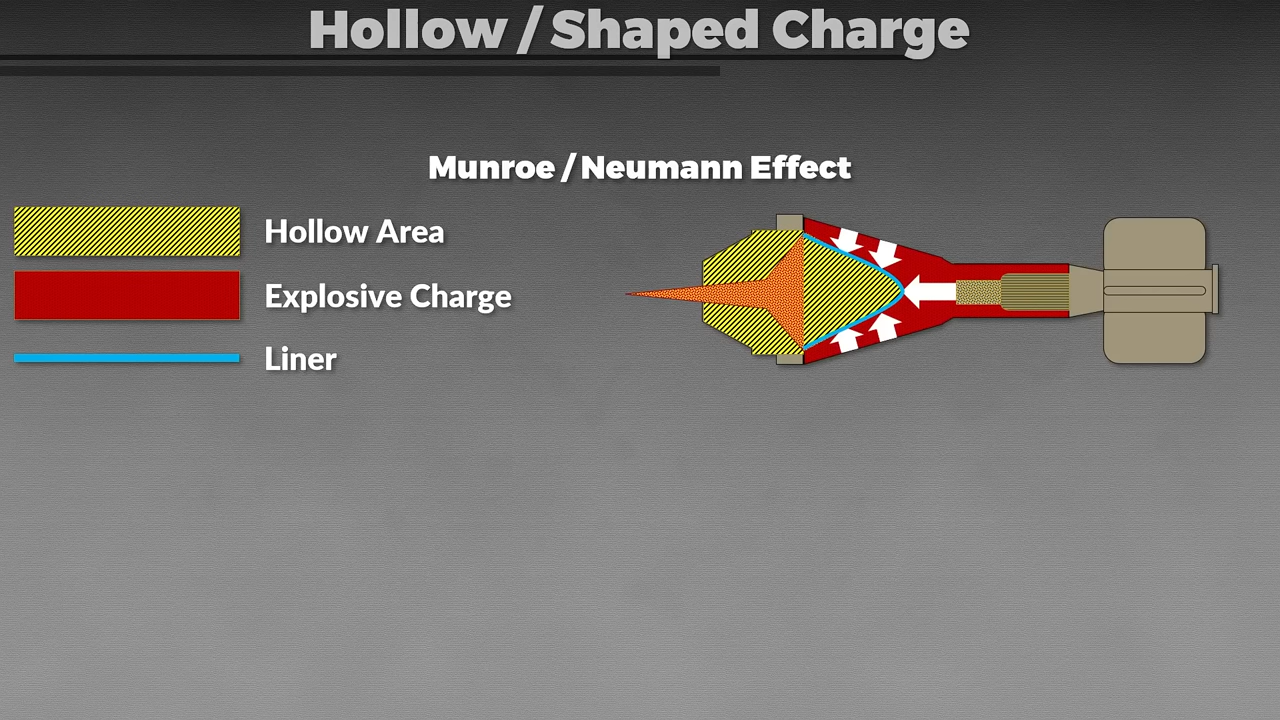 Hollow / Shaped Charge
Munroe / Neumann Effect
Hollow Area
Explosive Charge
Liner